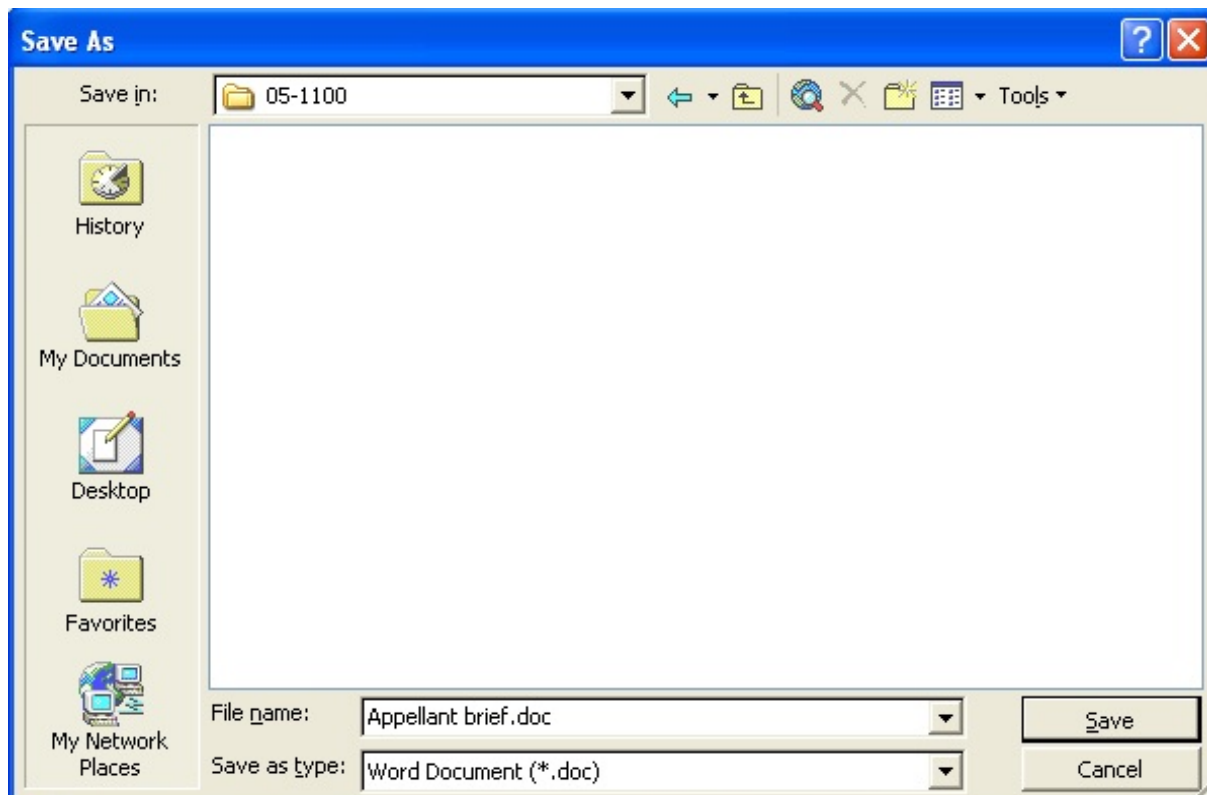 Save As
Save in:
05-1100
Tools
History
My Documents
Desktop
Favorites
My Network
Places
File name:
Appellant brief.doc
Save
Save as type:
Word Document (*.doc)
Cancel